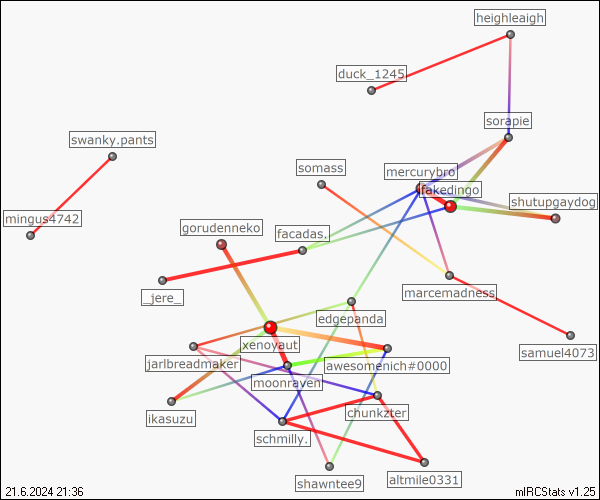 heighleaigh
duck_1245
sorapie
swanky.pants
somass
mercurybro
fakedingo
shutupgaydog
mingus4742
gorudenneko
facadas.
_jere_
marcemadness
edgepanda
xenoyaut
samuel4073
jarlbreadmaker
awesomenich#0000
moonraven
ikasuzu
chunkzter
schmilly.
shawntee9
altmile0331
21.6.2024 21:36
mIRCStats v1.25